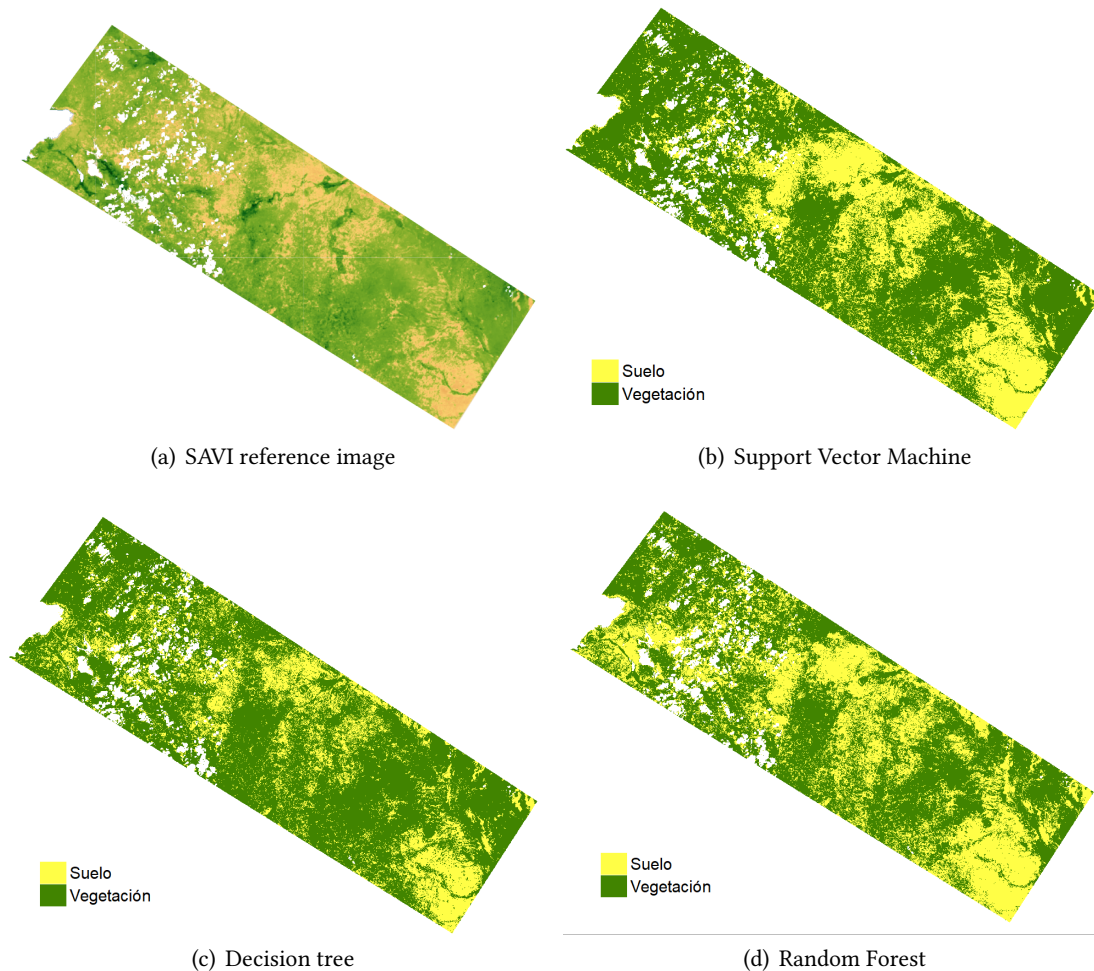 Suelo
Vegetación
(a) SAVI reference image
(b) Support Vector Machine
Suelo
Vegetación
Suelo
Vegetación
(c) Decision tree
(d) Random Forest